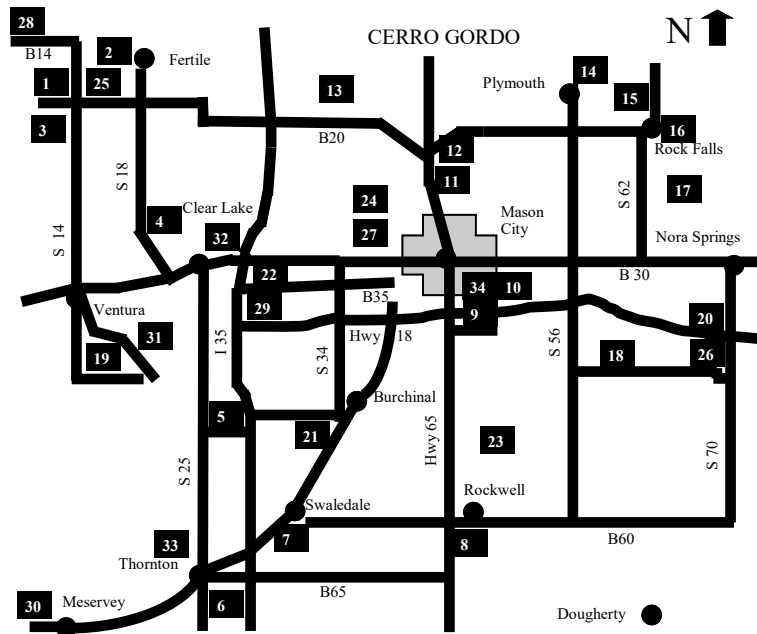 28
B14
2
Fertile
CERRO GORDO
N
1
25
13
Plymouth
14
15
3
B20
12
16
Rock Falls
S 18
11
S 62
17
Clear Lake
24
Mason
City
S 14
4
32
27
Nora Springs
22
34
10
B 30
B35
Ventura
29
9
20
Hwy 18
31
I 35
S 34
S 56
19
18
26
Burchinal
5
21
Hwy 65
23
S 70
S 25
Rockwell
Swaledale
33
7
8
B60
Thornton
B65
30
Meservey
6
Dougherty